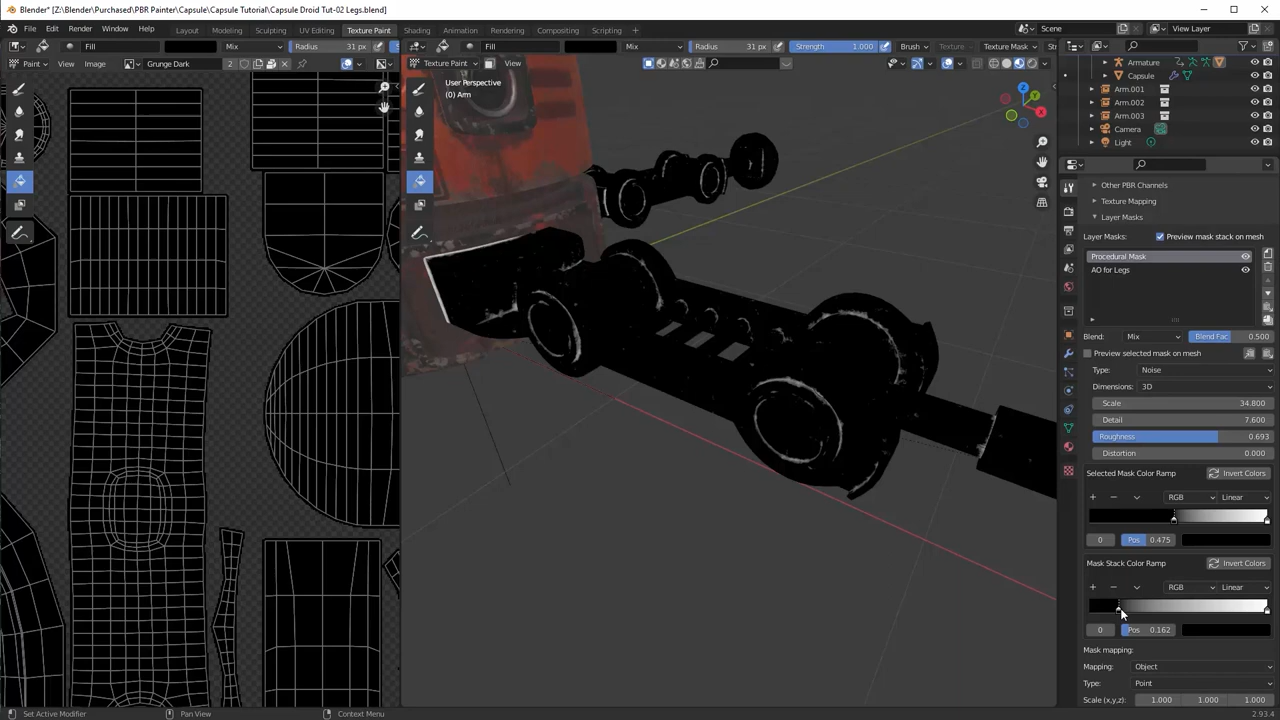 Blender* [Z:\Blende\Purchased\PBR Painter\Capsule\Capsule Tutorial\Capsule Droid Tut-02 Legs.blend]
File Edit Render Window Help Layout Modeling Sculpting UV Editing Texture Paint Shading Animation Rendering Compositing Scripting + Scene View Layer
Fill Mix Radius 31 px Fill Mix Radius 31 px Strength 1.000 Brush Texture Texture Mask
Paint View Image Grunge Dark 2 Texture Paint View
User Perspective
(0) Arm
Armature
Capsule
Arm.001
Arm.002
Arm.003
Camera
Light
Other PBR Channels
Texture Mapping
Layer Masks
Layer Masks: Preview mask stack on mesh
Procedural Mask
AO for Legs
Blend: Mix Blend Fac 0.500
Preview selected mask on mesh
Type: Noise
Dimensions: 3D
Scale 34.800
Detail 7.600
Roughness 0.693
Distortion 0.000
Selected Mask Color Ramp Invert Colors
RGB Linear
0 Pos 0.475
Mask Stack Color Ramp Invert Colors
RGB Linear
0 Pos 0.162
Mask mapping:
Mapping: Object
Type: Point
Scale (x,y,z): 1.000 1.000 1.000
Set Active Modifier Pan View Context Menu 2.93.4
X
Y
Z